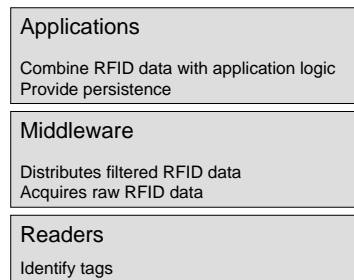 Applications
Combine RFID data with application logic
Provide persistence
Middleware
Distributes filtered RFID data
Acquires raw RFID data
Readers
Identify tags